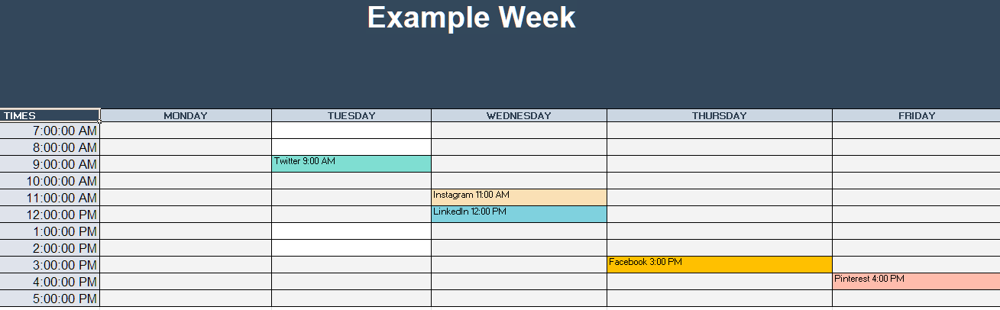 Example Week
TIMES MONDAY TUESDAY WEDNESDAY THURSDAY FRIDAY
7:00:00 AM
8:00:00 AM
9:00:00 AM Twitter 9:00 AM
10:00:00 AM
11:00:00 AM Instagram 11:00 AM
12:00:00 PM LinkedIn 12:00 PM
1:00:00 PM
2:00:00 PM
3:00:00 PM Facebook 3:00 PM
4:00:00 PM Pinterest 4:00 PM
5:00:00 PM